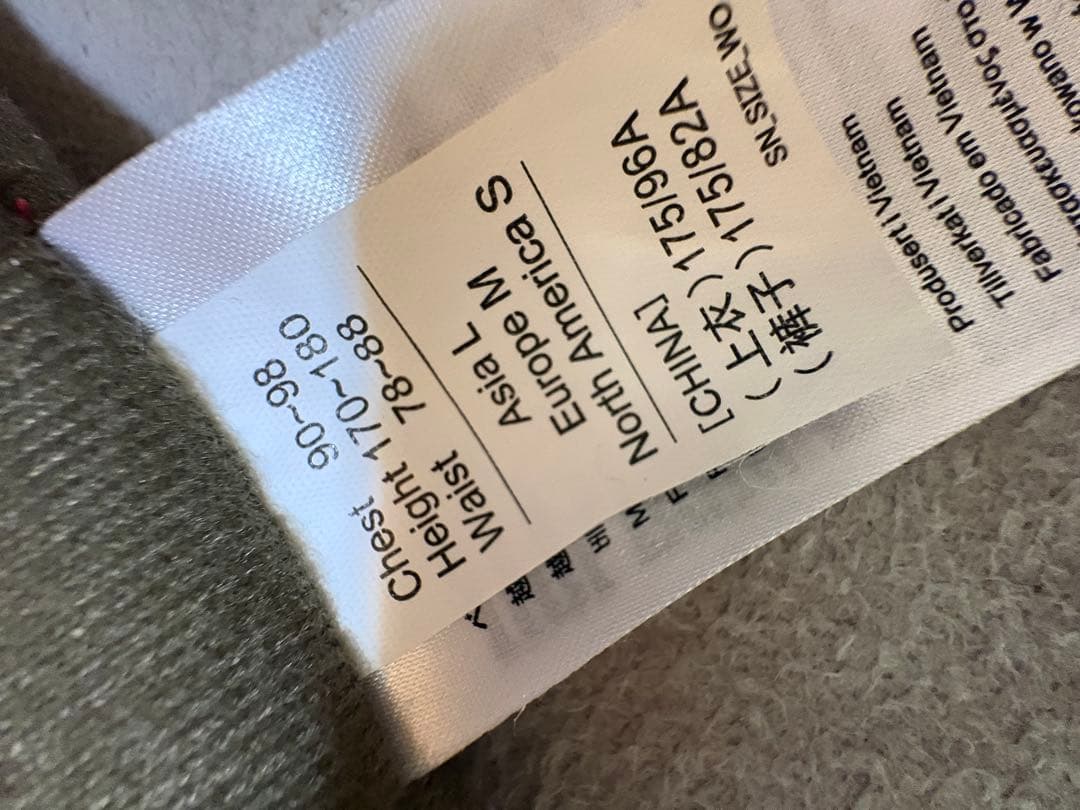 Chest 90~98
Height 170~180
Waist 78~88
Asia L
Europe M
North America S
[CHINA]
(上衣) 175/96A
(裤子) 175/82A
SN_SIZE_WO
Produsert i Vietnam
Tillverkat i Vietnam
Fabricado em Vietnam